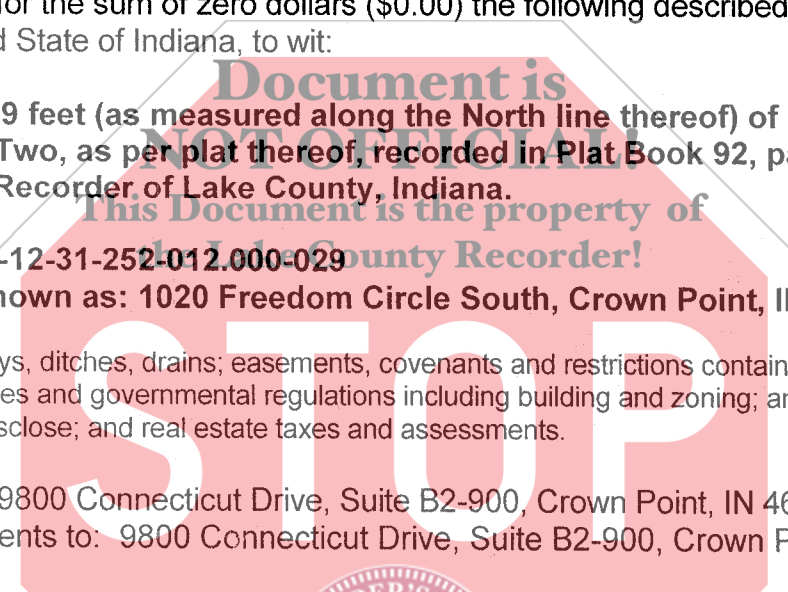 for the sum of zero dollars ($0.00) the following described
d State of Indiana, to wit:
Document is
9 feet (as measured along the North line thereof) of
NOT OFFICIAL!
Two, as per plat thereof, recorded in Plat Book 92, pa
Recorder of Lake County, Indiana.
This Document is the property of
the Lake County Recorder!
-12-31-252-012.000-029
nown as: 1020 Freedom Circle South, Crown Point, I
ys, ditches, drains; easements, covenants and restrictions contain
es and governmental regulations including building and zoning; an
sclose; and real estate taxes and assessments.
STOP
9800 Connecticut Drive, Suite B2-900, Crown Point, IN 46
ents to: 9800 Connecticut Drive, Suite B2-900, Crown P